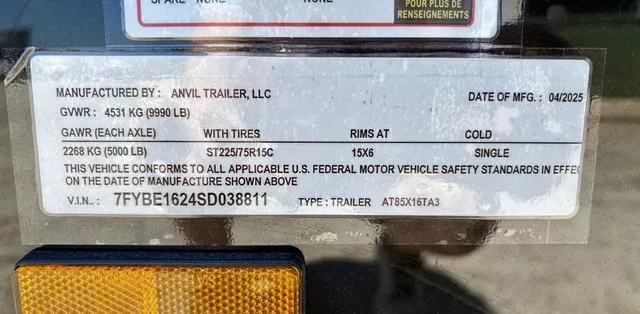 SPARE NONE NONE
POUR PLUS DE
RENSEIGNEMENTS
MANUFACTURED BY : ANVIL TRAILER, LLC
DATE OF MFG. : 04/2025
GVWR : 4531 KG (9990 LB)
GAWR (EACH AXLE) WITH TIRES RIMS AT COLD
2268 KG (5000 LB) ST225/75R15C 15X6 SINGLE
THIS VEHICLE CONFORMS TO ALL APPLICABLE U.S. FEDERAL MOTOR VEHICLE SAFETY STANDARDS IN EFFEC
ON THE DATE OF MANUFACTURE SHOWN ABOVE
V.I.N.. : 7FYBE1624SD038811 TYPE : TRAILER AT85X16TA3